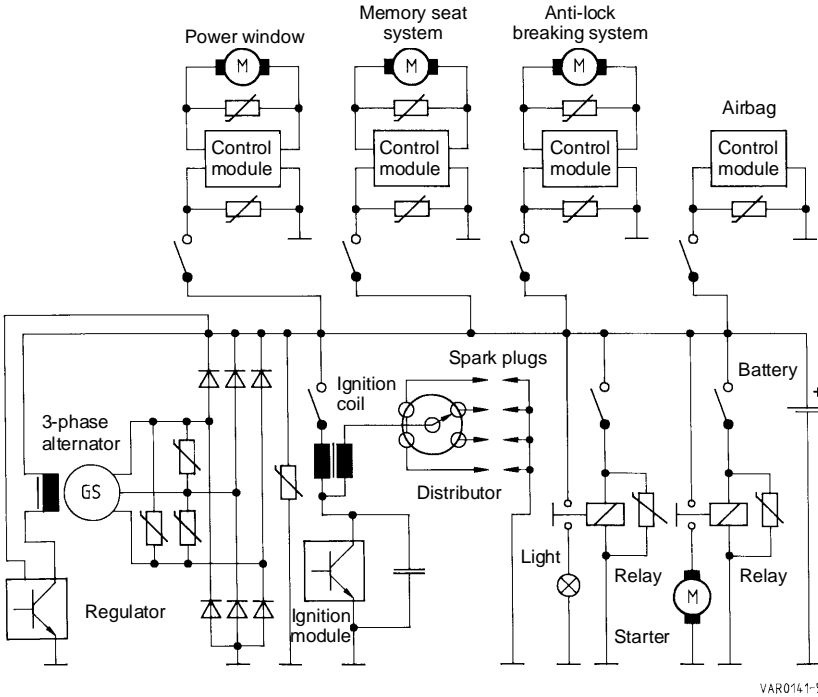 Power window
Memory seat
system
Anti-lock
breaking system
M
M
M
Airbag
Control
module
Control
module
Control
module
Control
module
Spark plugs
Battery
Ignition
coil
+
3-phase
alternator
GS
Distributor
Light
Relay
Relay
M
Regulator
Ignition
module
Starter